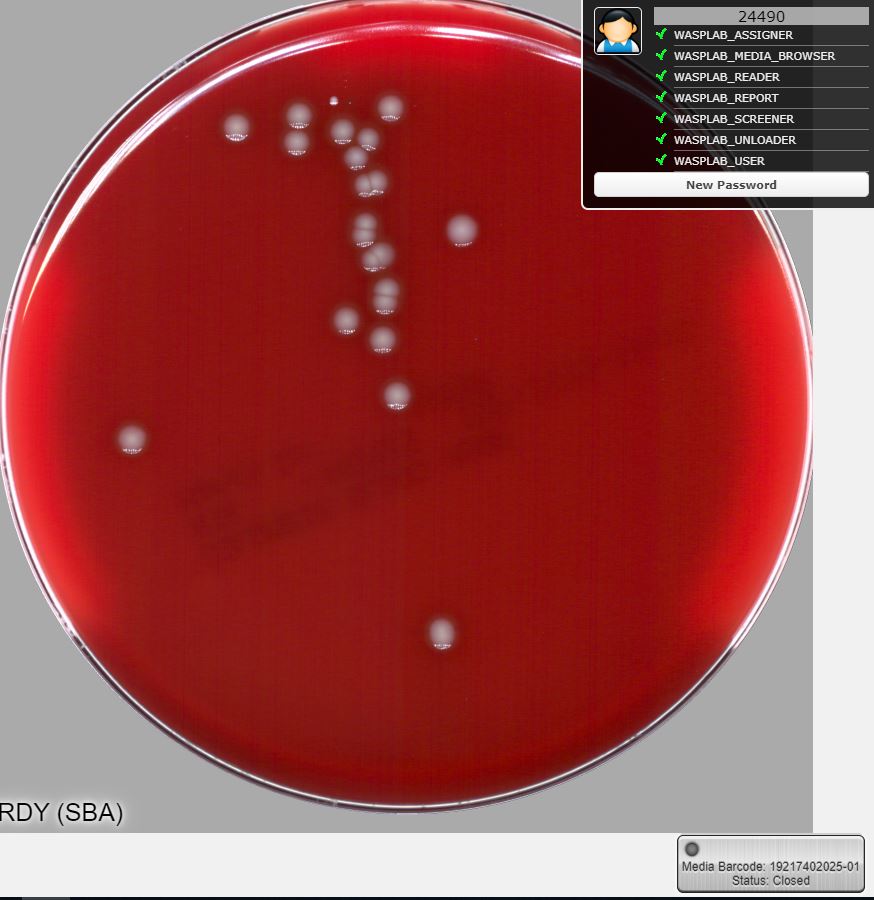 24490
WASPLAB_ASSIGNER
WASPLAB_MEDIA_BROWSER
WASPLAB_READER
WASPLAB_REPORT
WASPLAB_SCREENER
WASPLAB_UNLOADER
WASPLAB_USER
New Password
RDY (SBA)
Media Barcode: 19217402025-01
Status: Closed